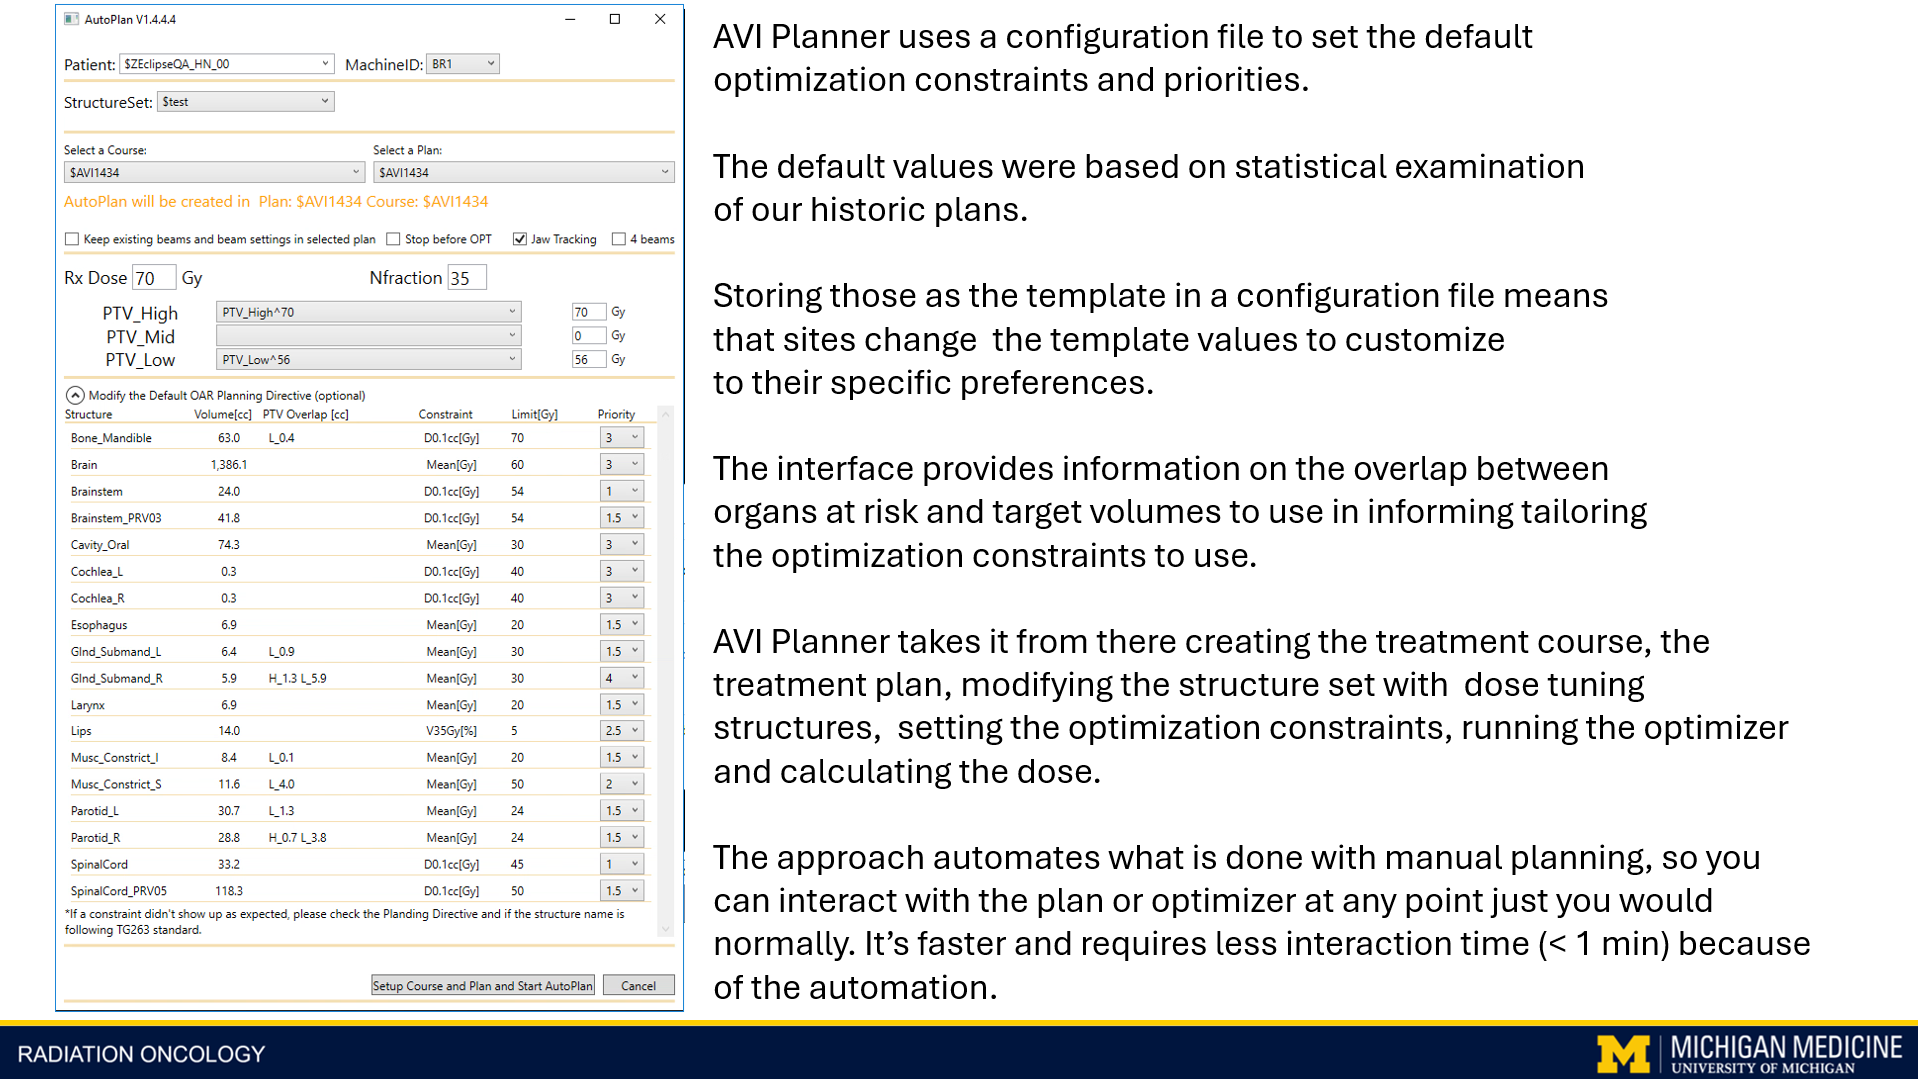 AutoPlan V1.4.4.4
Patient: $ZEclipseQA_HN_00 MachineID: BR1
StructureSet: $test
Select a Course: Select a Plan:
$AVI1434 $AVI1434
AutoPlan will be created in Plan: $AVI1434 Course: $AVI1434
Keep existing beams and beam settings in selected plan Stop before OPT Jaw Tracking 4 beams
Rx Dose 70 Gy Nfraction 35
PTV_High PTV_High^70 70 Gy
PTV_Mid 0 Gy
PTV_Low PTV_Low^56 56 Gy
Modify the Default OAR Planning Directive (optional)
Structure Volume[cc] PTV Overlap [cc] Constraint Limit[Gy] Priority
Bone_Mandible 63.0 L_0.4 D0.1cc[Gy] 70 3
Brain 1,386.1 Mean[Gy] 60 3
Brainstem 24.0 D0.1cc[Gy] 54 1
Brainstem_PRV03 41.8 D0.1cc[Gy] 54 1.5
Cavity_Oral 74.3 Mean[Gy] 30 3
Cochlea_L 0.3 D0.1cc[Gy] 40 3
Cochlea_R 0.3 D0.1cc[Gy] 40 3
Esophagus 6.9 Mean[Gy] 20 1.5
Glnd_Submand_L 6.4 L_0.9 Mean[Gy] 30 1.5
Glnd_Submand_R 5.9 H_1.3 L_5.9 Mean[Gy] 30 4
Larynx 6.9 Mean[Gy] 20 1.5
Lips 14.0 V35Gy[%] 5 2.5
Musc_Constrict_I 8.4 L_0.1 Mean[Gy] 20 1.5
Musc_Constrict_S 11.6 L_4.0 Mean[Gy] 50 2
Parotid_L 30.7 L_1.3 Mean[Gy] 24 1.5
Parotid_R 28.8 H_0.7 L_3.8 Mean[Gy] 24 1.5
SpinalCord 33.2 D0.1cc[Gy] 45 1
SpinalCord_PRV05 118.3 D0.1cc[Gy] 50 1.5
*If a constraint didn't show up as expected, please check the Planding Directive and if the structure name is
following TG263 standard.
Setup Course and Plan and Start AutoPlan Cancel
AVI Planner uses a configuration file to set the default
optimization constraints and priorities.
The default values were based on statistical examination
of our historic plans.
Storing those as the template in a configuration file means
that sites change the template values to customize
to their specific preferences.
The interface provides information on the overlap between
organs at risk and target volumes to use in informing tailoring
the optimization constraints to use.
AVI Planner takes it from there creating the treatment course, the
treatment plan, modifying the structure set with dose tuning
structures, setting the optimization constraints, running the optimizer
and calculating the dose.
The approach automates what is done with manual planning, so you
can interact with the plan or optimizer at any point just you would
normally. It’s faster and requires less interaction time (< 1 min) because
of the automation.
RADIATION ONCOLOGY
M MICHIGAN MEDICINE
UNIVERSITY OF MICHIGAN